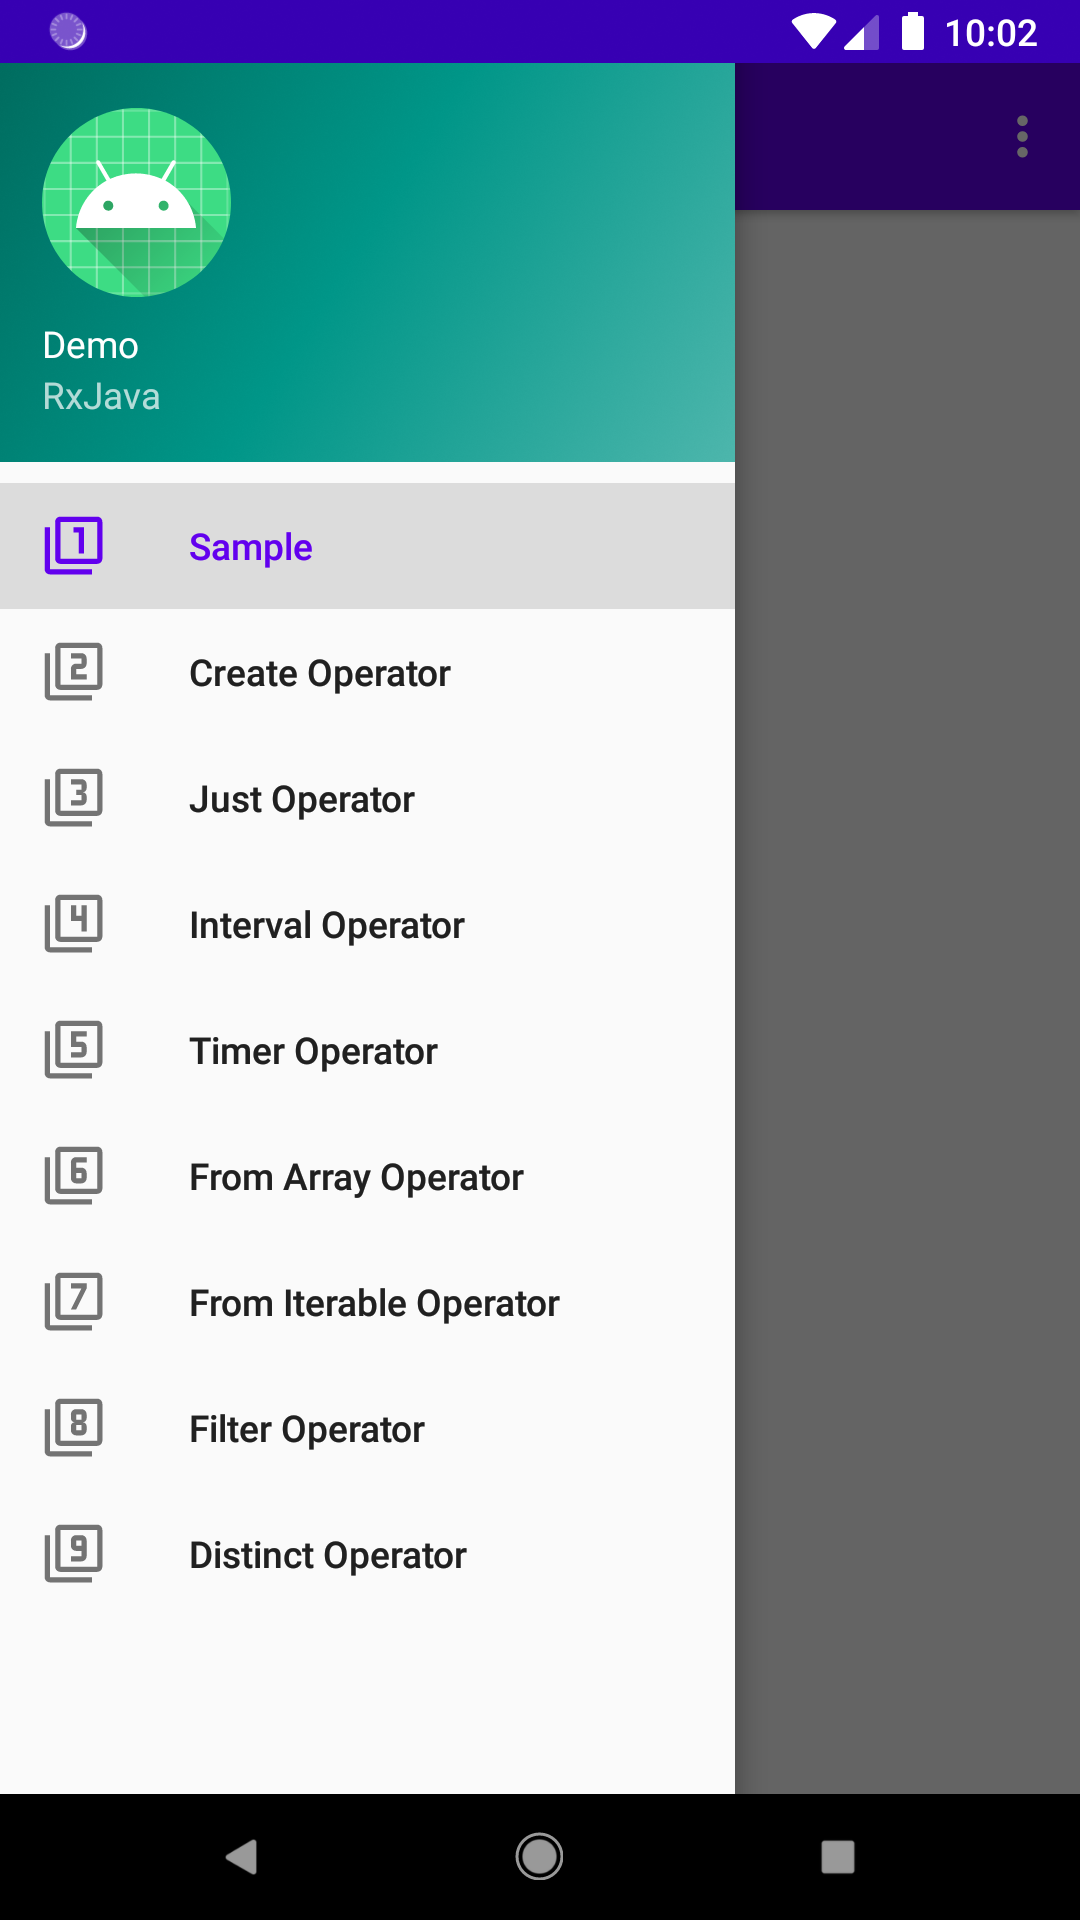 10:02
Demo
RxJava
1 Sample
2 Create Operator
3 Just Operator
4 Interval Operator
5 Timer Operator
6 From Array Operator
7 From Iterable Operator
8 Filter Operator
9 Distinct Operator